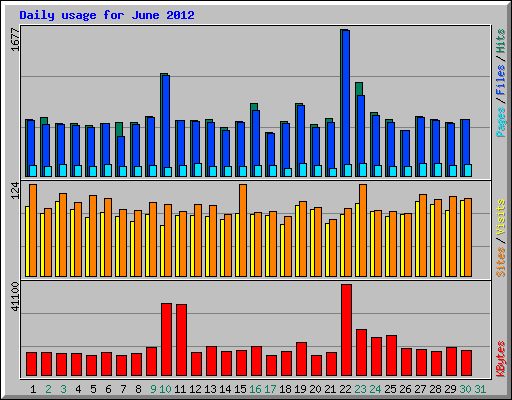 Daily usage for June 2012
1677
Pages / Files / Hits
124
Sites / Visits
41100
KBytes
1 2 3 4 5 6 7 8 9 10 11 12 13 14 15 16 17 18 19 20 21 22 23 24 25 26 27 28 29 30 31